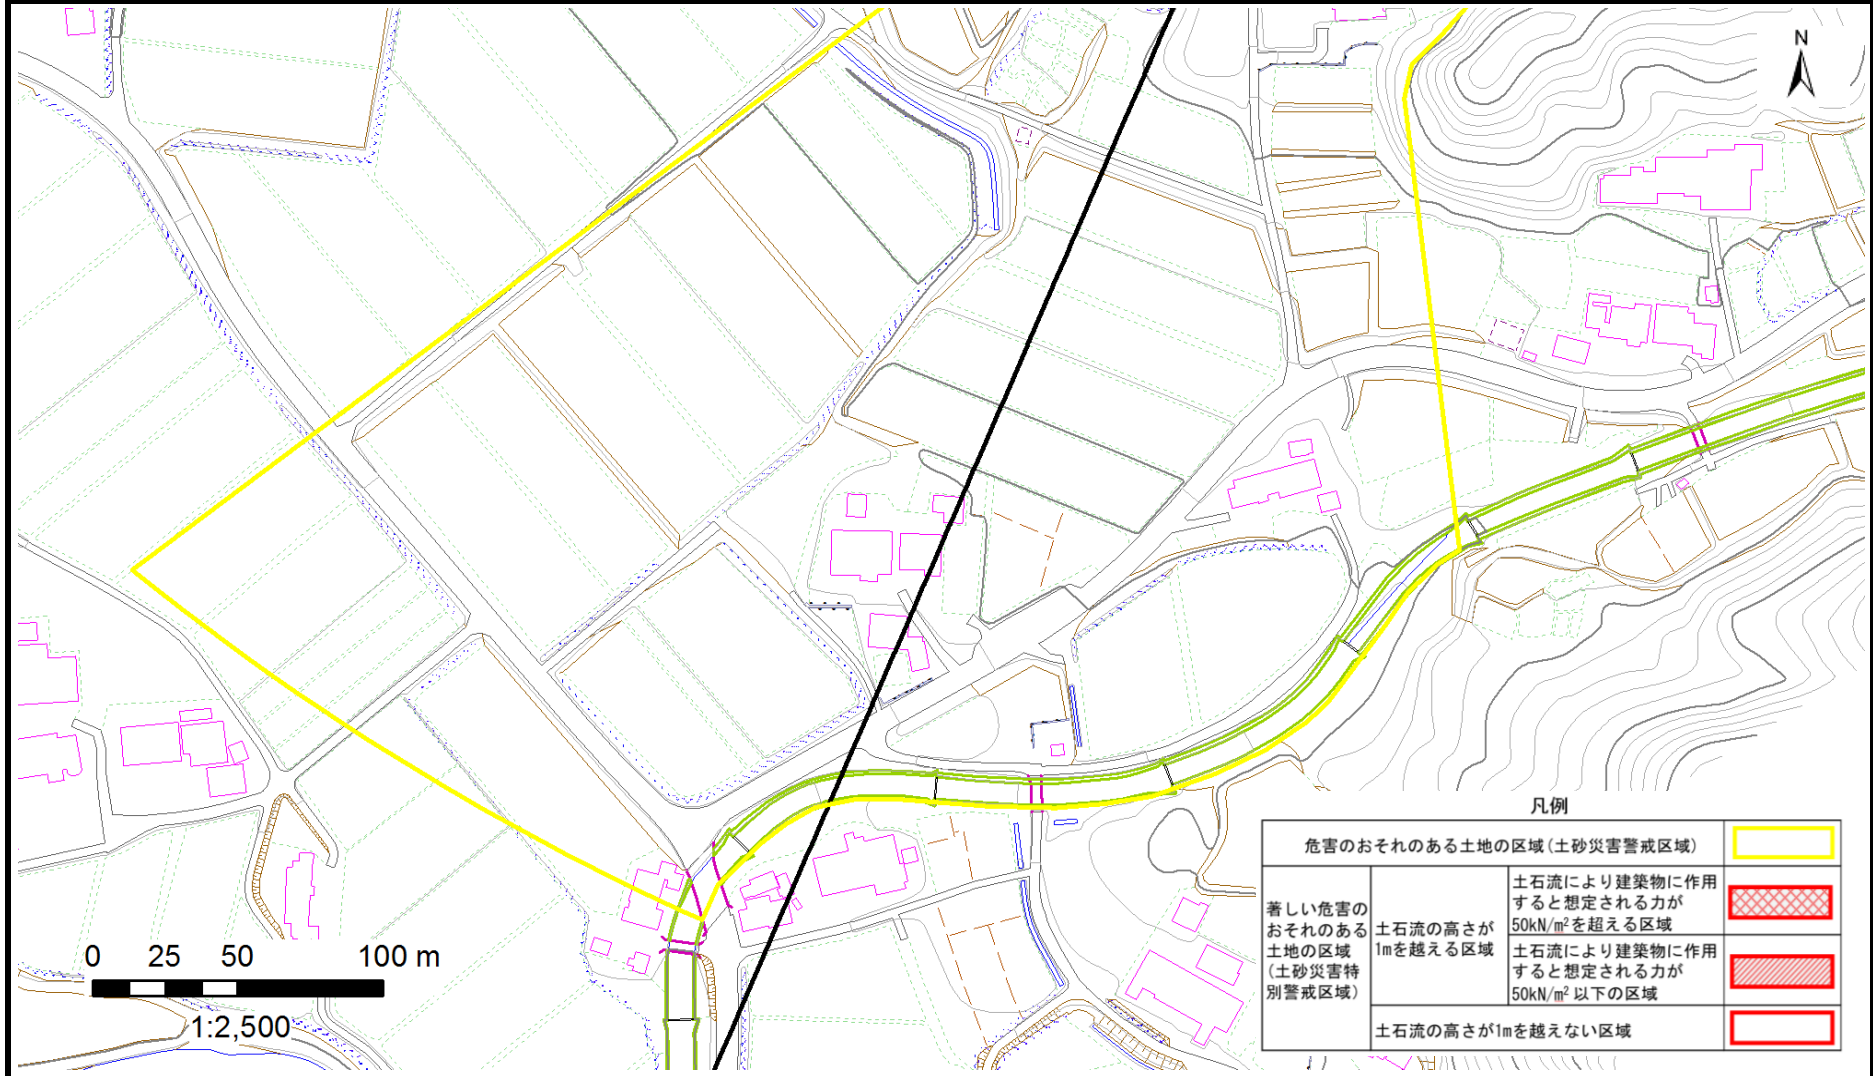 N
凡例
危害のおそれのある土地の区域(土砂災害警戒区域)
著しい危害の
おそれのある
土地の区域
(土砂災害特
別警戒区域)
土石流の高さが
1mを越える区域
土石流により建築物に作用
すると想定される力が
50kN/m²を超える区域
土石流により建築物に作用
すると想定される力が
50kN/m² 以下の区域
土石流の高さが1mを越えない区域
0 25 50 100 m
1:2,500